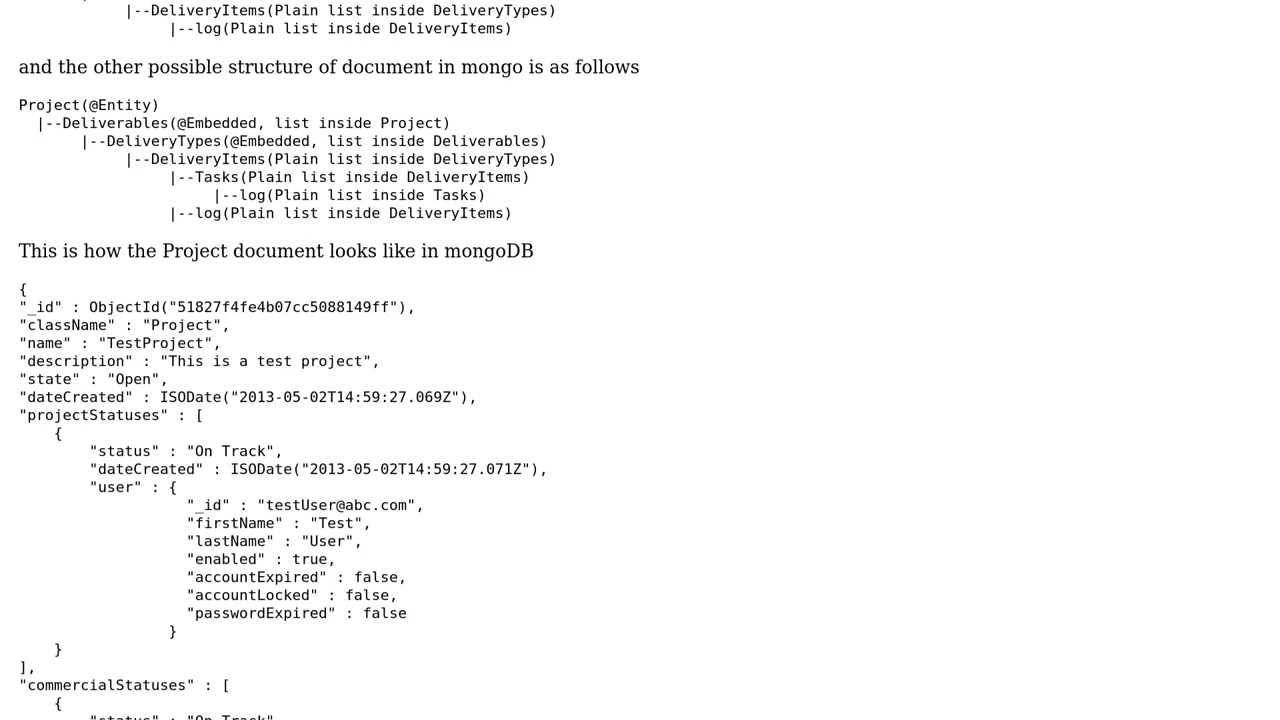 |--DeliveryItems(Plain list inside DeliveryTypes)
|--log(Plain list inside DeliveryItems)
and the other possible structure of document in mongo is as follows
Project(@Entity)
|--Deliverables(@Embedded, list inside Project)
|--DeliveryTypes(@Embedded, list inside Deliverables)
|--DeliveryItems(Plain list inside DeliveryTypes)
|--Tasks(Plain list inside DeliveryItems)
|--log(Plain list inside Tasks)
|--log(Plain list inside DeliveryItems)
This is how the Project document looks like in mongoDB
{
"_id" : ObjectId("51827f4fe4b07cc5088149ff"),
"className" : "Project",
"name" : "TestProject",
"description" : "This is a test project",
"state" : "Open",
"dateCreated" : ISODate("2013-05-02T14:59:27.069Z"),
"projectStatuses" : [
{
"status" : "On Track",
"dateCreated" : ISODate("2013-05-02T14:59:27.071Z"),
"user" : {
"_id" : "testUser@abc.com",
"firstName" : "Test",
"lastName" : "User",
"enabled" : true,
"accountExpired" : false,
"accountLocked" : false,
"passwordExpired" : false
}
}
],
"commercialStatuses" : [
{
"status" : "On Track",